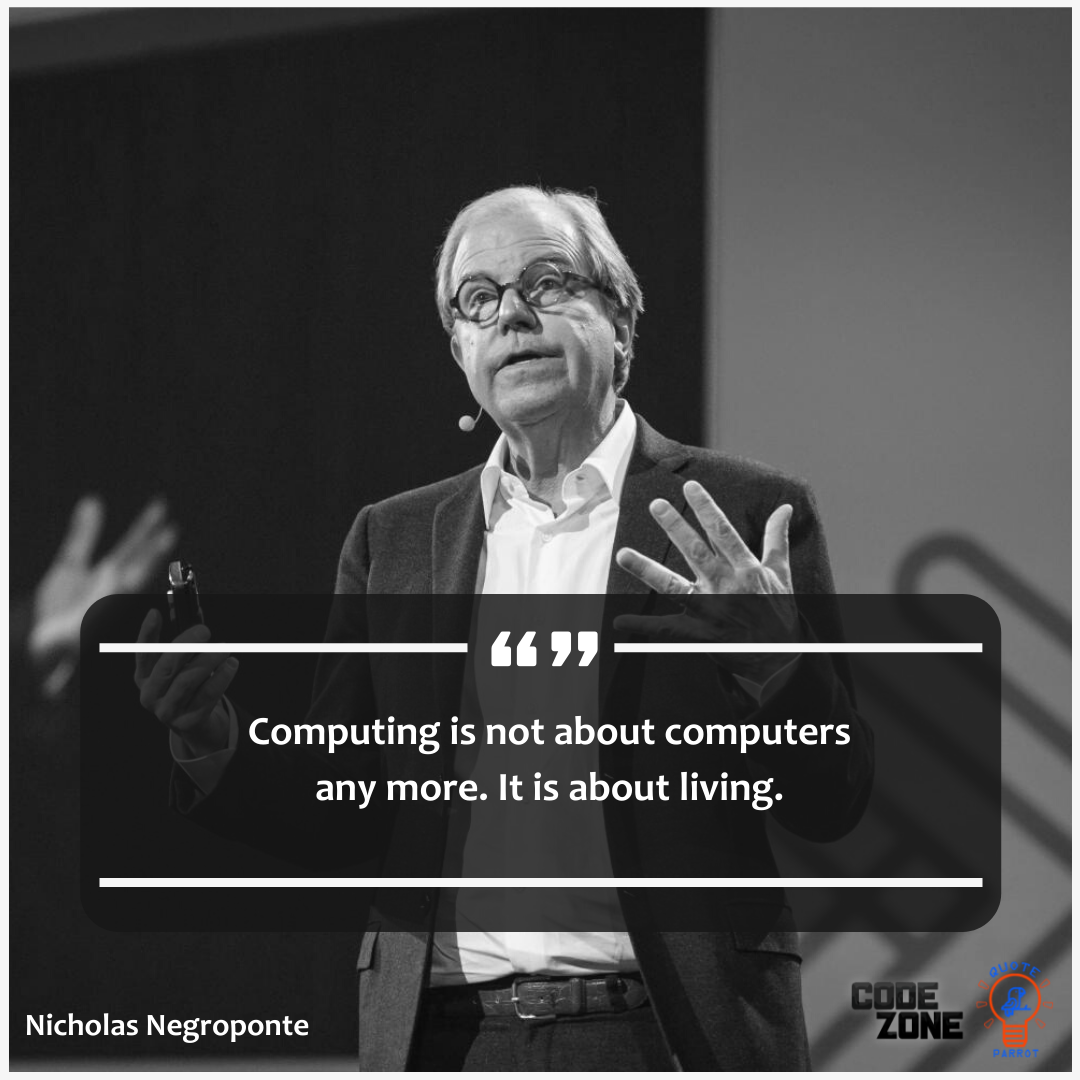 ❝❞
Computing is not about computers
any more. It is about living.
Nicholas Negroponte
CODE
ZONE
QUOTE
PARROT